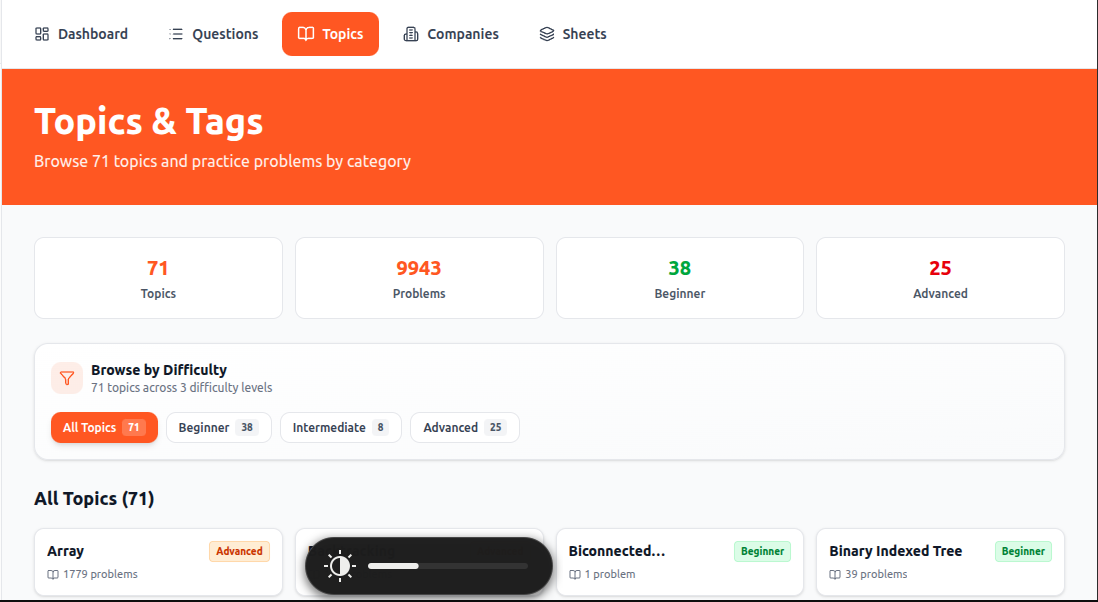 Dashboard
Questions
Topics
Companies
Sheets
Topics & Tags
Browse 71 topics and practice problems by category
71
Topics
9943
Problems
38
Beginner
25
Advanced
Browse by Difficulty
71 topics across 3 difficulty levels
All Topics 71
Beginner 38
Intermediate 8
Advanced 25
All Topics (71)
Array
Advanced
1779 problems
Biconnected...
Beginner
1 problem
Binary Indexed Tree
Beginner
39 problems